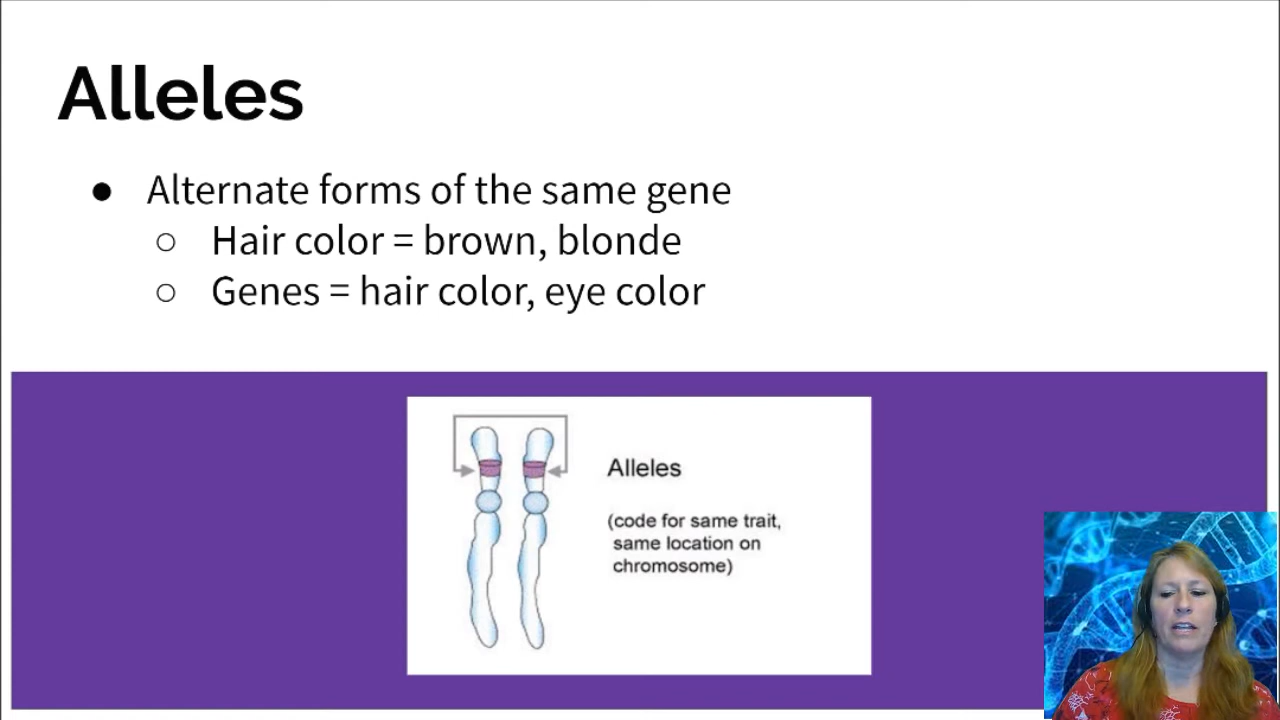 Alleles
Alternate forms of the same gene
Hair color = brown, blonde
Genes = hair color, eye color
Alleles
(code for same trait,
same location on
chromosome)